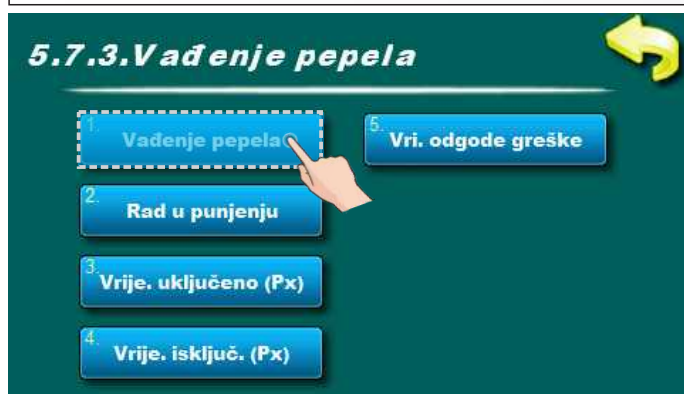 5.7.3.Vađenje pepela
1.
Vađenje pepela
2.
Rad u punjenju
3.
Vrije. uključeno (Px)
4.
Vrije. isključ. (Px)
5.
Vri. odgode greške